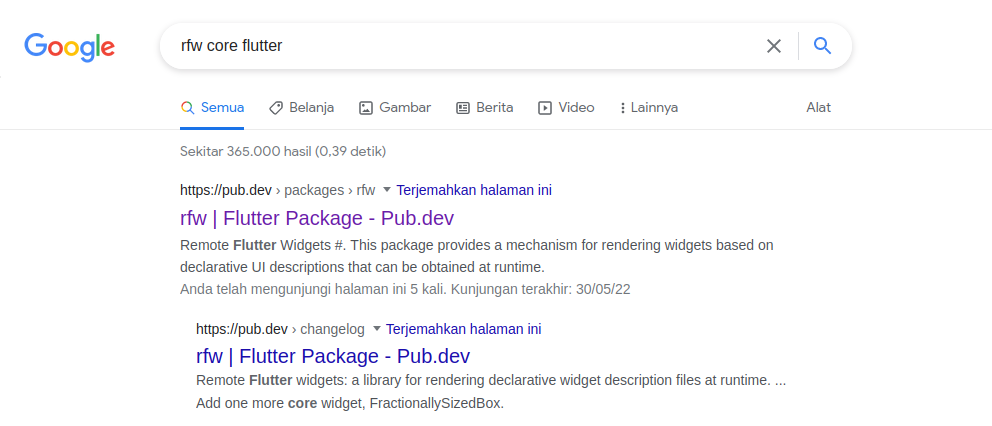 Google
rfw core flutter
Semua Belanja Gambar Berita Video Lainnya Alat
Sekitar 365.000 hasil (0,39 detik)
https://pub.dev › packages › rfw Terjemahkan halaman ini
rfw | Flutter Package - Pub.dev
Remote Flutter Widgets #. This package provides a mechanism for rendering widgets based on
declarative UI descriptions that can be obtained at runtime.
Anda telah mengunjungi halaman ini 5 kali. Kunjungan terakhir: 30/05/22
https://pub.dev › changelog Terjemahkan halaman ini
rfw | Flutter Package - Pub.dev
Remote Flutter widgets: a library for rendering declarative widget description files at runtime. ...
Add one more core widget, FractionallySizedBox.